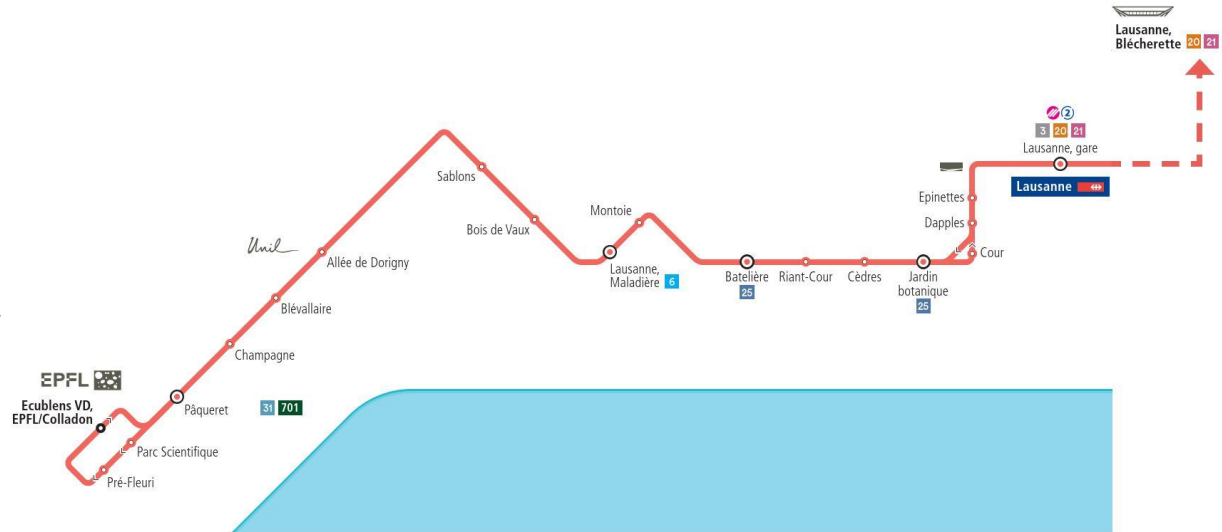 Lausanne,
Blécherette 20 21
2
3 20 21
Lausanne, gare
Lausanne
Epinettes
Dapples
Cour
Jardin
botanique
25
Cèdres
Riant-Cour
Batelière
25
Montoie
Lausanne,
Maladière 6
Bois de Vaux
Sablons
Unil
Allée de Dorigny
Blévallaire
Champagne
Pâqueret 31 701
EPFL
Ecublens VD,
EPFL/Colladon
Parc Scientifique
Pré-Fleuri